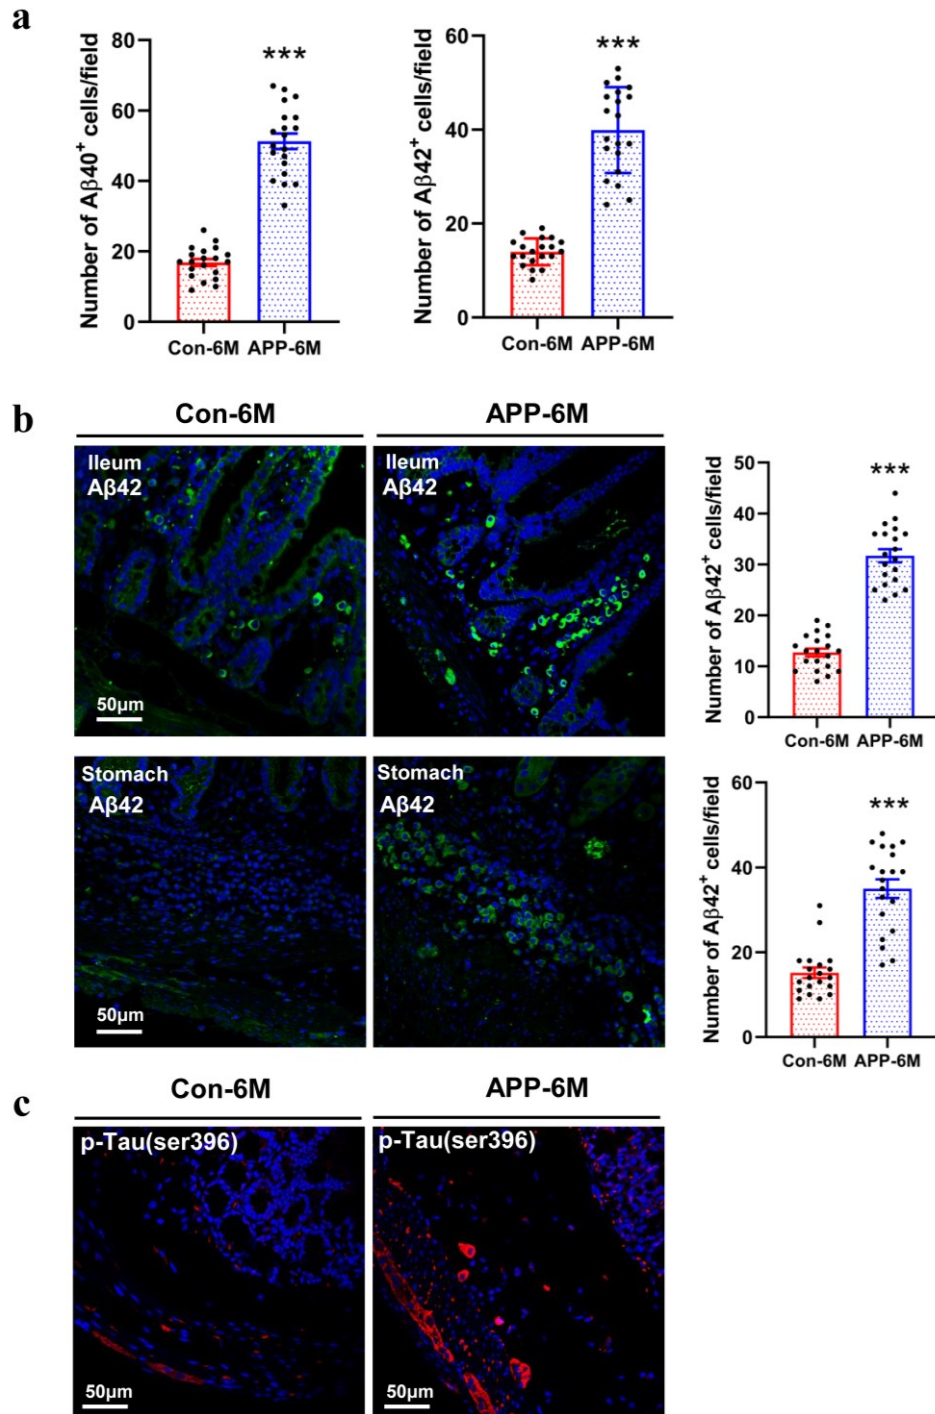 a
Number of Aβ40⁺ cells/field
80
60
40
20
0
***
Con-6M APP-6M
Number of Aβ42⁺ cells/field
60
40
20
0
***
Con-6M APP-6M
b
Con-6M
APP-6M
Ileum
Aβ42
50μm
Ileum
Aβ42
Number of Aβ42⁺ cells/field
50
40
30
20
10
0
***
Con-6M APP-6M
Stomach
Aβ42
50μm
Stomach
Aβ42
Number of Aβ42⁺ cells/field
60
40
20
0
***
Con-6M APP-6M
c
Con-6M
APP-6M
p-Tau(ser396)
50μm
p-Tau(ser396)
50μm